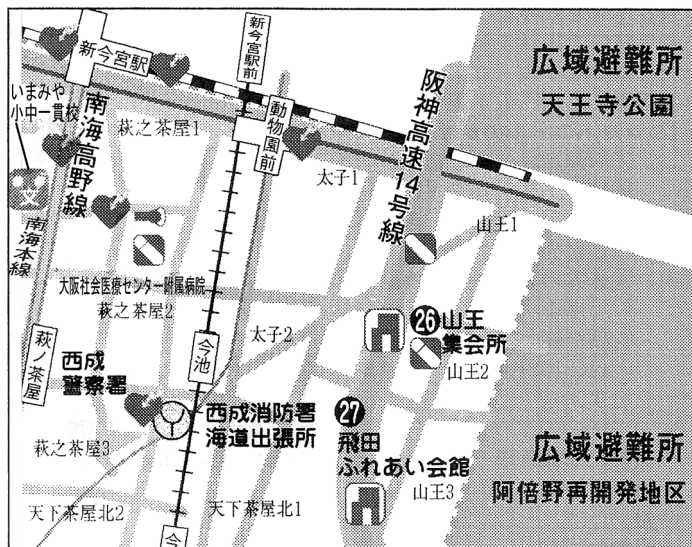 新今宮駅
新今宮駅前
いまみや
小中一貫校
南海高野線
萩之茶屋1
動物園前
阪神高速14号線
広域避難所
天王寺公園
太子1
山王1
南海本線
大阪社会医療センター附属病院
萩之茶屋2
太子2
26 山王
集会所
山王2
今池
萩ノ茶屋
西成
警察署
西成消防署
海道出張所
27
飛田
ふれあい会館
山王3
萩之茶屋3
広域避難所
阿倍野再開発地区
天下茶屋北2
天下茶屋北1
今